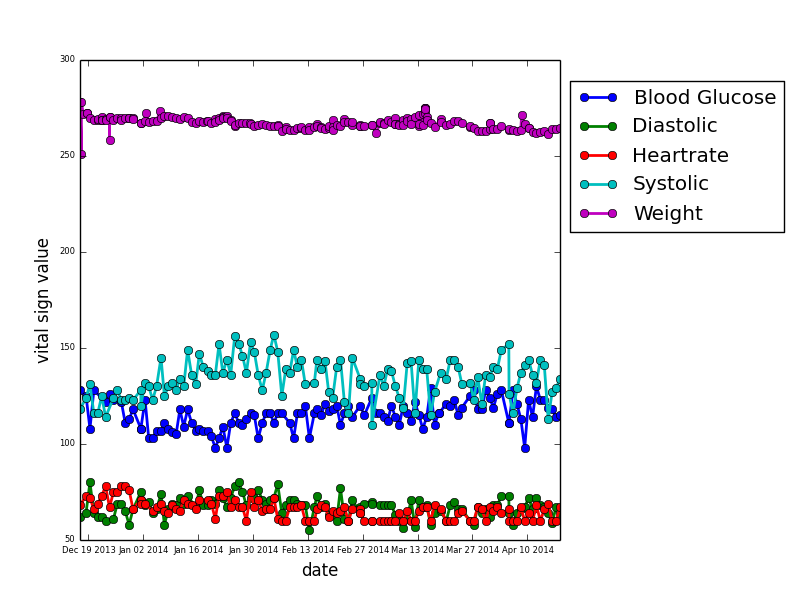 300
250
200
150
100
50
vital sign value
Dec 19 2013 Jan 02 2014 Jan 16 2014 Jan 30 2014 Feb 13 2014 Feb 27 2014 Mar 13 2014 Mar 27 2014 Apr 10 2014
date
Blood Glucose
Diastolic
Heartrate
Systolic
Weight